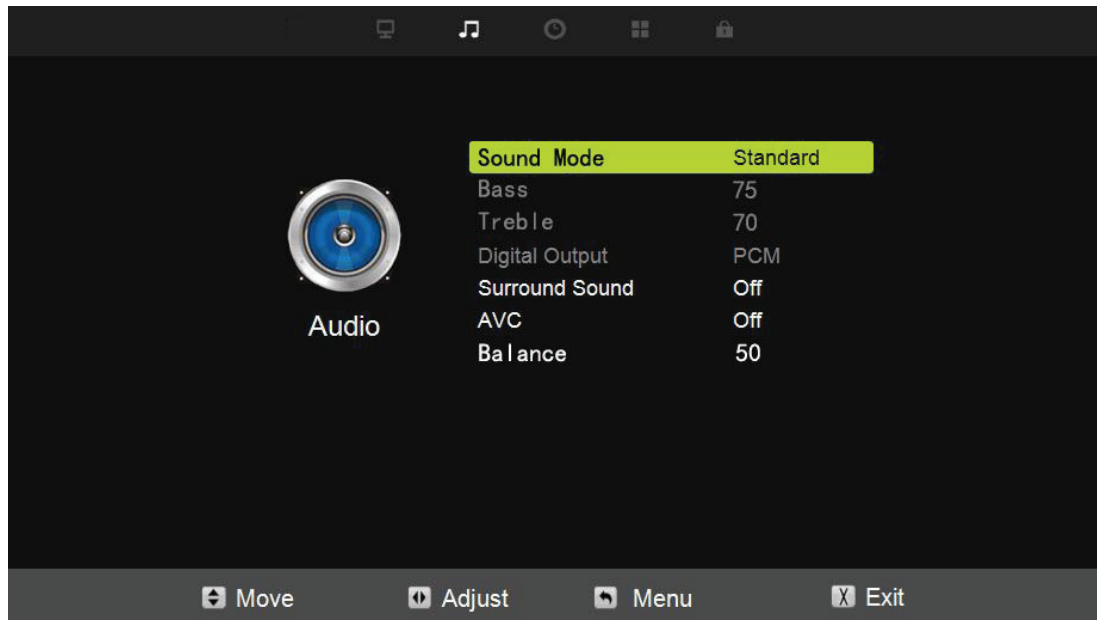 Sound Mode Standard
Bass 75
Treble 70
Digital Output PCM
Surround Sound Off
AVC Off
Balance 50
Audio
Move Adjust Menu X Exit